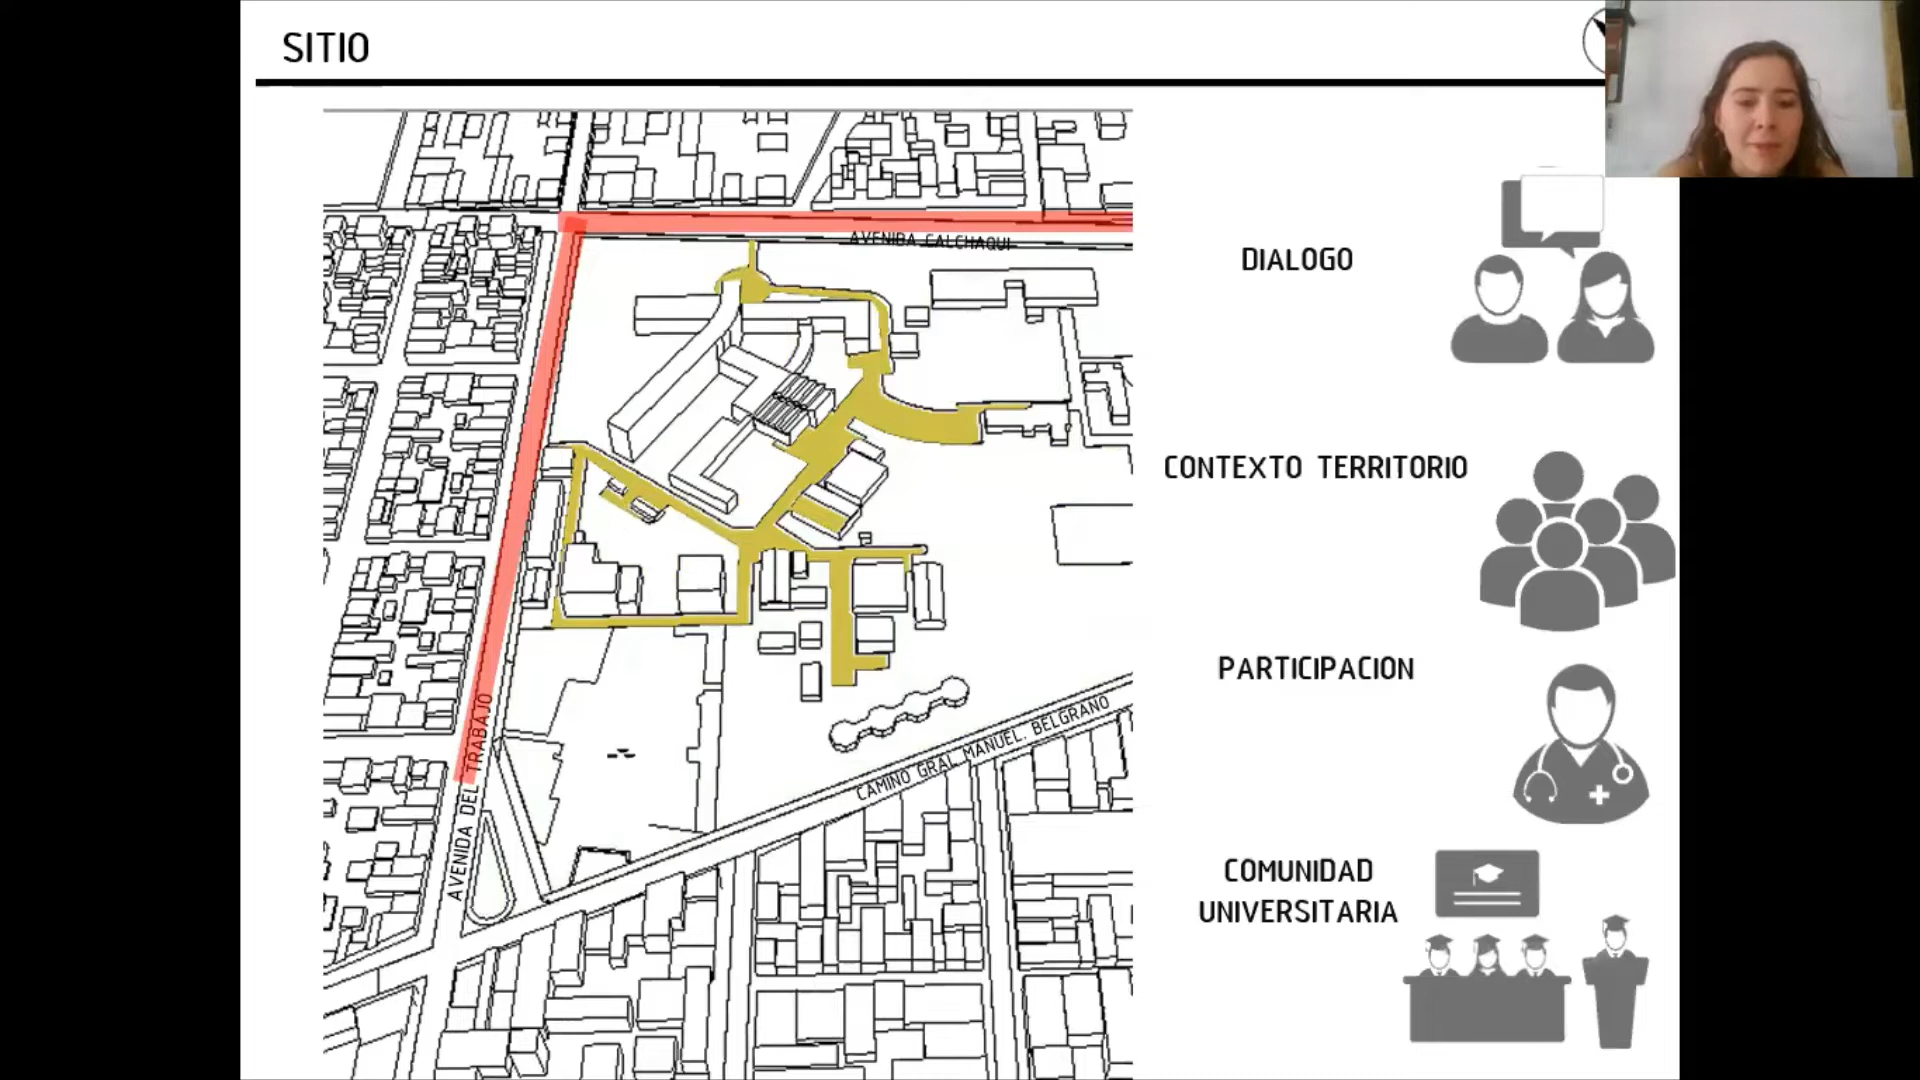 SITIO
AVENIDA CALCHAQUI
AVENIDA DEL TRABAJO
CAMINO GRAL MANUEL. BELGRANO
DIALOGO
CONTEXTO TERRITORIO
PARTICIPACION
COMUNIDAD
UNIVERSITARIA